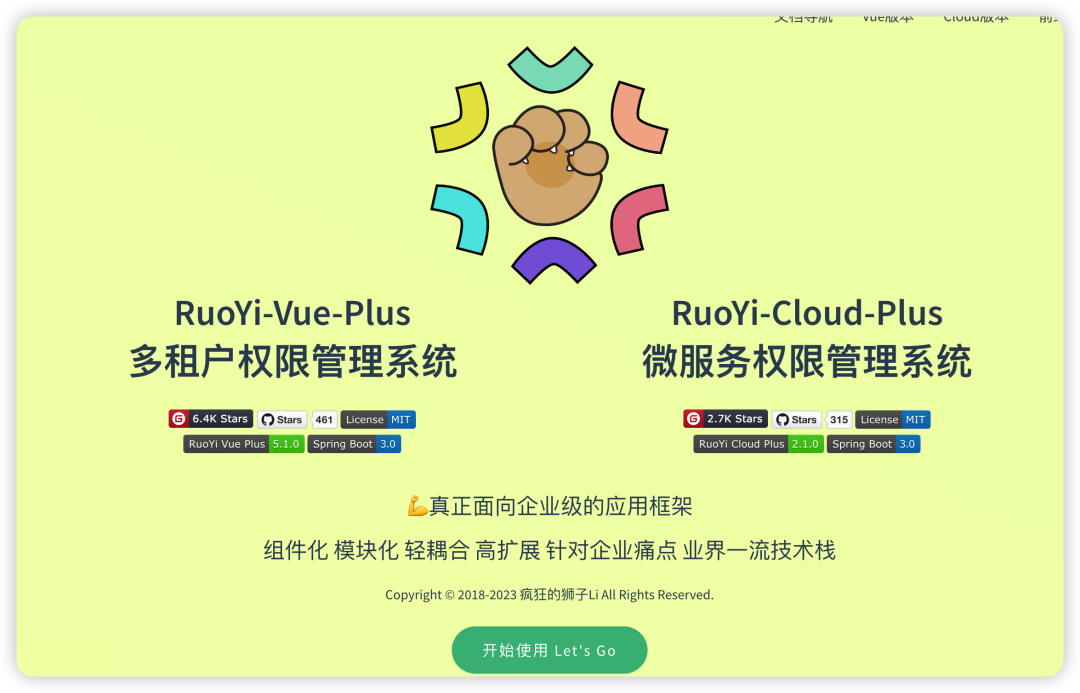 文档导航 Vue版本 Cloud版本
RuoYi-Vue-Plus
多租户权限管理系统
6.4K Stars Stars 461 License MIT
RuoYi Vue Plus 5.1.0 Spring Boot 3.0
RuoYi-Cloud-Plus
微服务权限管理系统
2.7K Stars Stars 315 License MIT
RuoYi Cloud Plus 2.1.0 Spring Boot 3.0
💪真正面向企业级的应用框架
组件化 模块化 轻耦合 高扩展 针对企业痛点 业界一流技术栈
Copyright © 2018-2023 疯狂的狮子Li All Rights Reserved.
开始使用 Let's Go